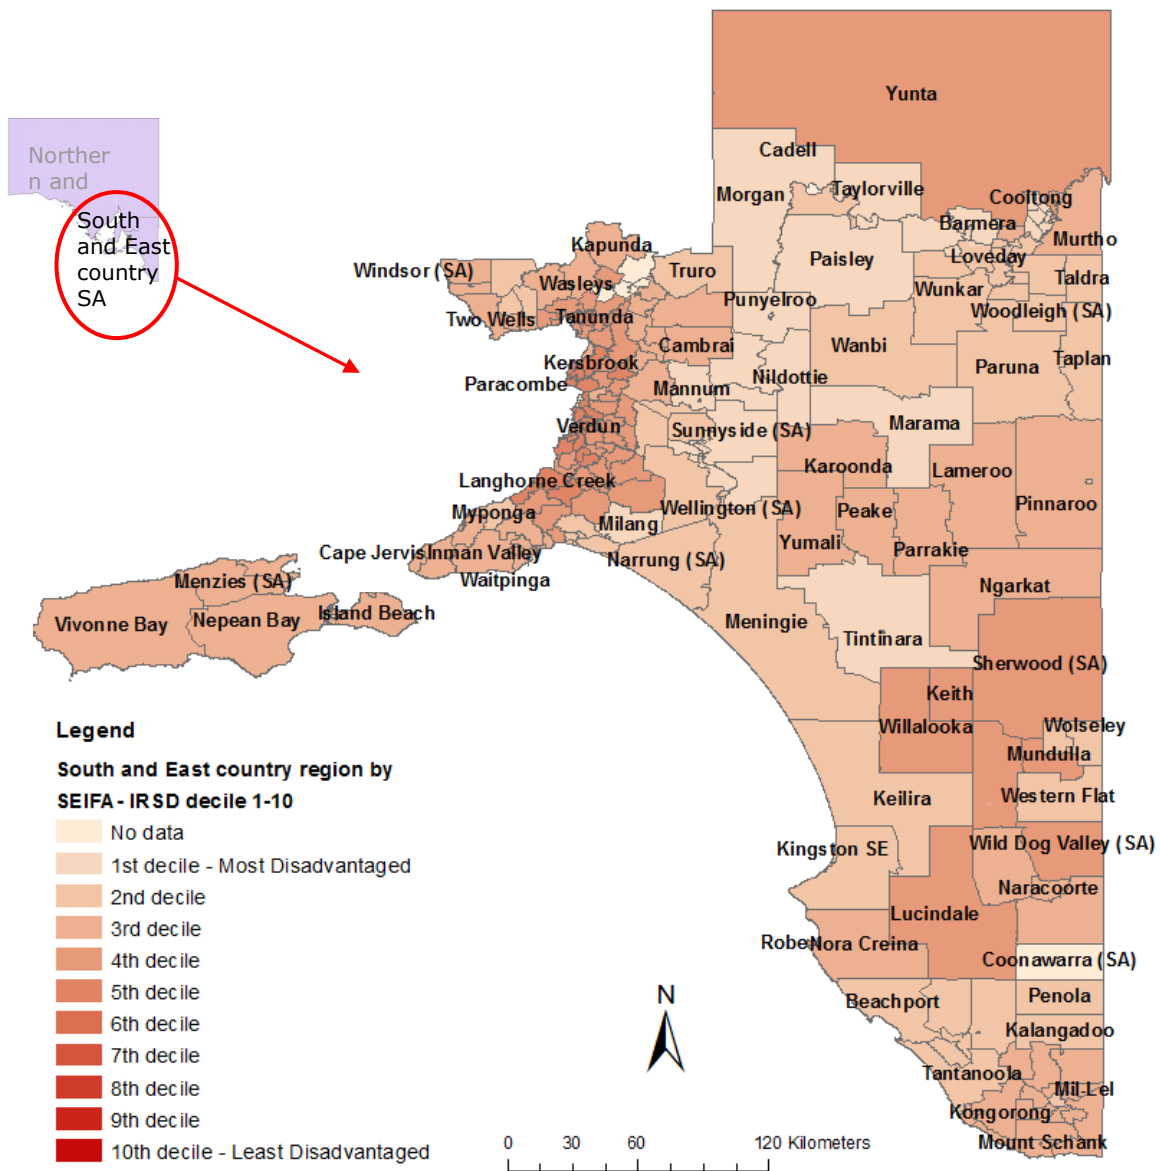 Yunta
Cadell
Norther
n and
Morgan
Taylorville
Cooltong
South
and East
country
SA
Barmera
Kapunda
Murtho
Loveday
Paisley
Windsor (SA)
Truro
Taldra
Wasleys
Wunkar
Punyelroo
Two Wells
Tanunda
Woodleigh (SA)
Cambrai
Wanbi
Kersbrook
Paruna
Taplan
Paracombe
Mannum
Nildottie
Verdun
Sunnyside (SA)
Marama
Karoonda
Lameroo
Langhorne Creek
Pinnaroo
Myponga
Milang
Wellington (SA)
Peake
Cape Jervis
Inman Valley
Yumali
Parrakie
Narrung (SA)
Waitpinga
Menzies (SA)
Ngarkat
Vivonne Bay
Nepean Bay
Island Beach
Meningie
Tintinara
Sherwood (SA)
Keith
Willalooka
Wolseley
Mundulla
Keilira
Western Flat
Kingston SE
Wild Dog Valley (SA)
Naracoorte
Lucindale
Robe
Nora Creina
Coonawarra (SA)
Beachport
Penola
Kalangadoo
Tantanoola
Mil-Lel
Kongorong
Mount Schank
Legend
South and East country region by
SEIFA - IRSD decile 1-10
No data
1st decile - Most Disadvantaged
2nd decile
3rd decile
4th decile
5th decile
6th decile
7th decile
8th decile
9th decile
10th decile - Least Disadvantaged
N
0 30 60 120 Kilometers